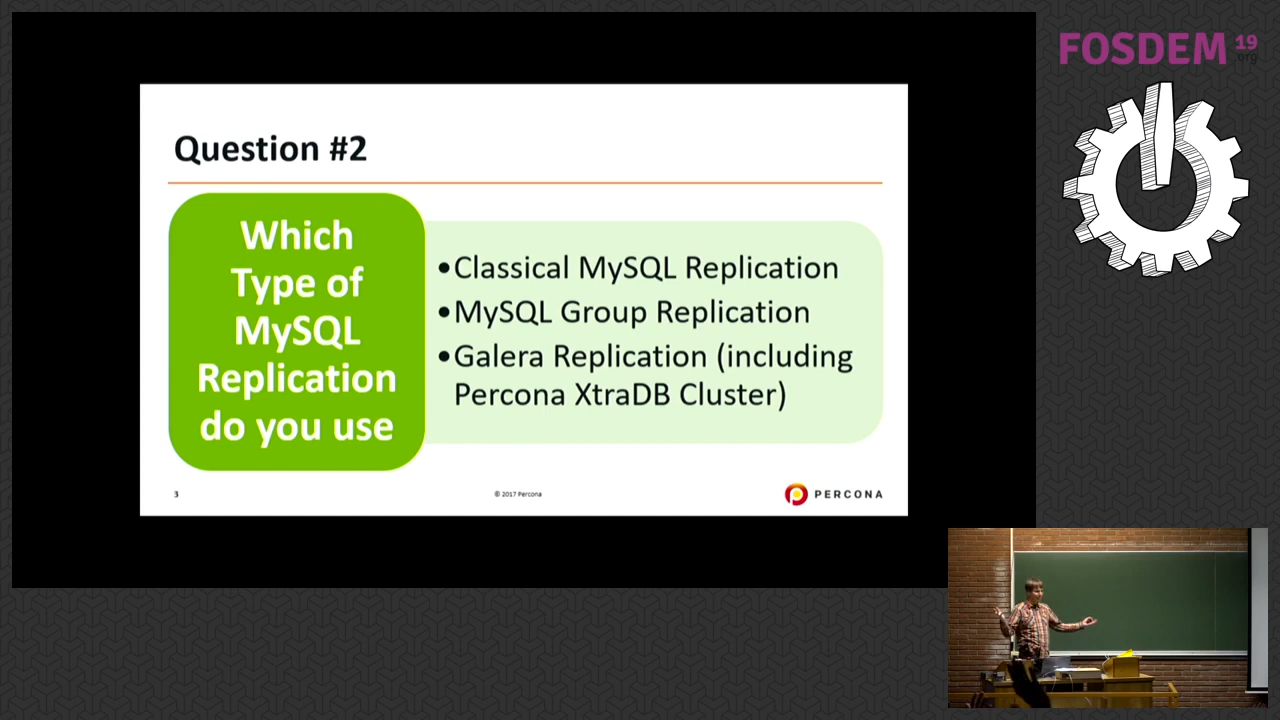 FOSDEM 19
.org
Question #2
Which
Type of
MySQL
Replication
do you use
•Classical MySQL Replication
•MySQL Group Replication
•Galera Replication (including
Percona XtraDB Cluster)
3
© 2017 Percona
PERCONA